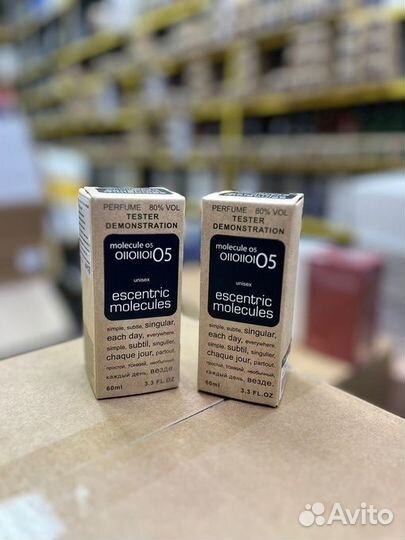 PERFUME 80% VOL
TESTER
DEMONSTRATION
molecule 05
05
unisex
escentric
molecules
simple, subtle, singular,
each day, everywhere.
simple, subtil, singulier,
chaque jour, partout.
простой, тонкий, необычный,
каждый день, везде.
60ml 3.3 FL.OZ
PERFUME 80% VOL
TESTER
DEMONSTRATION
molecule 05
05
unisex
escentric
molecules
simple, subtle, singular,
each day, everywhere.
simple, subtil, singulier,
chaque jour, partout.
простой, тонкий, необычный,
каждый день, везде.
60ml 3.3 FL.OZ
Avito